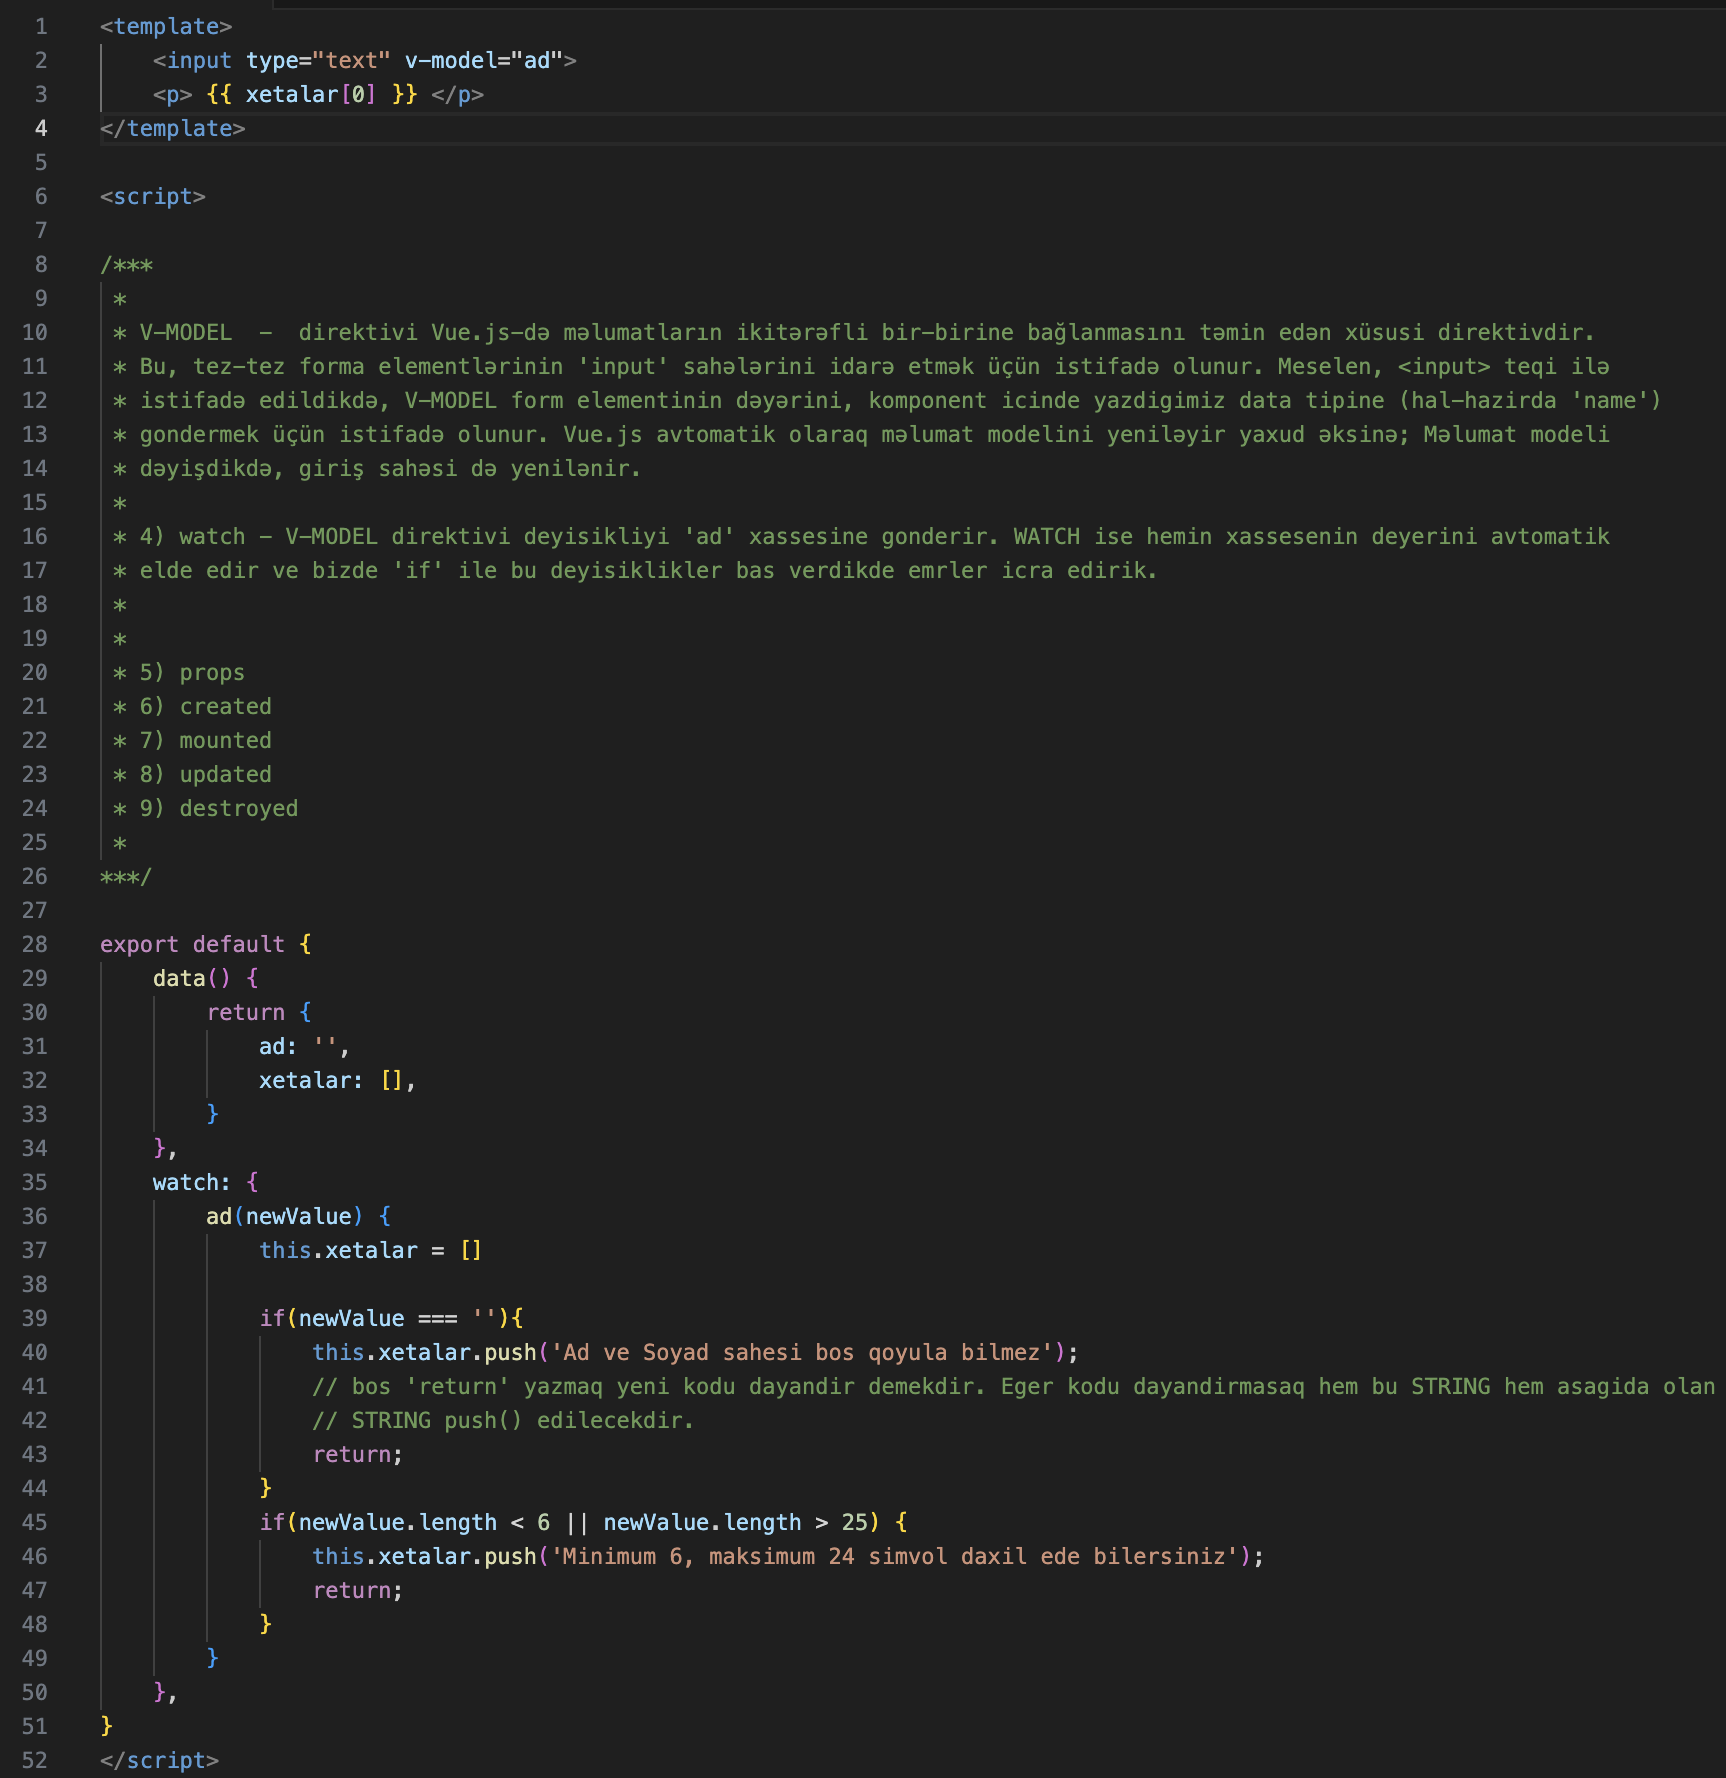 1 <template>
2     <input type="text" v-model="ad">
3     <p> {{ xetalar[0] }} </p>
4 </template>
5
6 <script>
7
8 /***
9  *
10  * V-MODEL  -  direktivi Vue.js-də məlumatların ikitərəfli bir-birine bağlanmasını təmin edən xüsusi direktivdir.
11  * Bu, tez-tez forma elementlərinin 'input' sahələrini idarə etmək üçün istifadə olunur. Meselen, <input> teqi ilə
12  * istifadə edildikdə, V-MODEL form elementinin dəyərini, komponent icinde yazdigimiz data tipine (hal-hazirda 'name')
13  * gondermek üçün istifadə olunur. Vue.js avtomatik olaraq məlumat modelini yeniləyir yaxud əksinə; Məlumat modeli
14  * dəyişdikdə, giriş sahəsi də yenilənir.
15  *
16  * 4) watch - V-MODEL direktivi deyisikliyi 'ad' xassesine gonderir. WATCH ise hemin xassesenin deyerini avtomatik
17  * elde edir ve bizde 'if' ile bu deyisiklikler bas verdikde emrler icra edirik.
18  *
19  *
20  * 5) props
21  * 6) created
22  * 7) mounted
23  * 8) updated
24  * 9) destroyed
25  *
26 ***/
27
28 export default {
29     data() {
30         return {
31             ad: '',
32             xetalar: [],
33         }
34     },
35     watch: {
36         ad(newValue) {
37             this.xetalar = []
38
39             if(newValue === ''){
40                 this.xetalar.push('Ad ve Soyad sahesi bos qoyula bilmez');
41                 // bos 'return' yazmaq yeni kodu dayandir demekdir. Eger kodu dayandirmasaq hem bu STRING hem asagida olan
42                 // STRING push() edilecekdir.
43                 return;
44             }
45             if(newValue.length < 6 || newValue.length > 25) {
46                 this.xetalar.push('Minimum 6, maksimum 24 simvol daxil ede bilersiniz');
47                 return;
48             }
49         }
50     },
51 }
52 </script>